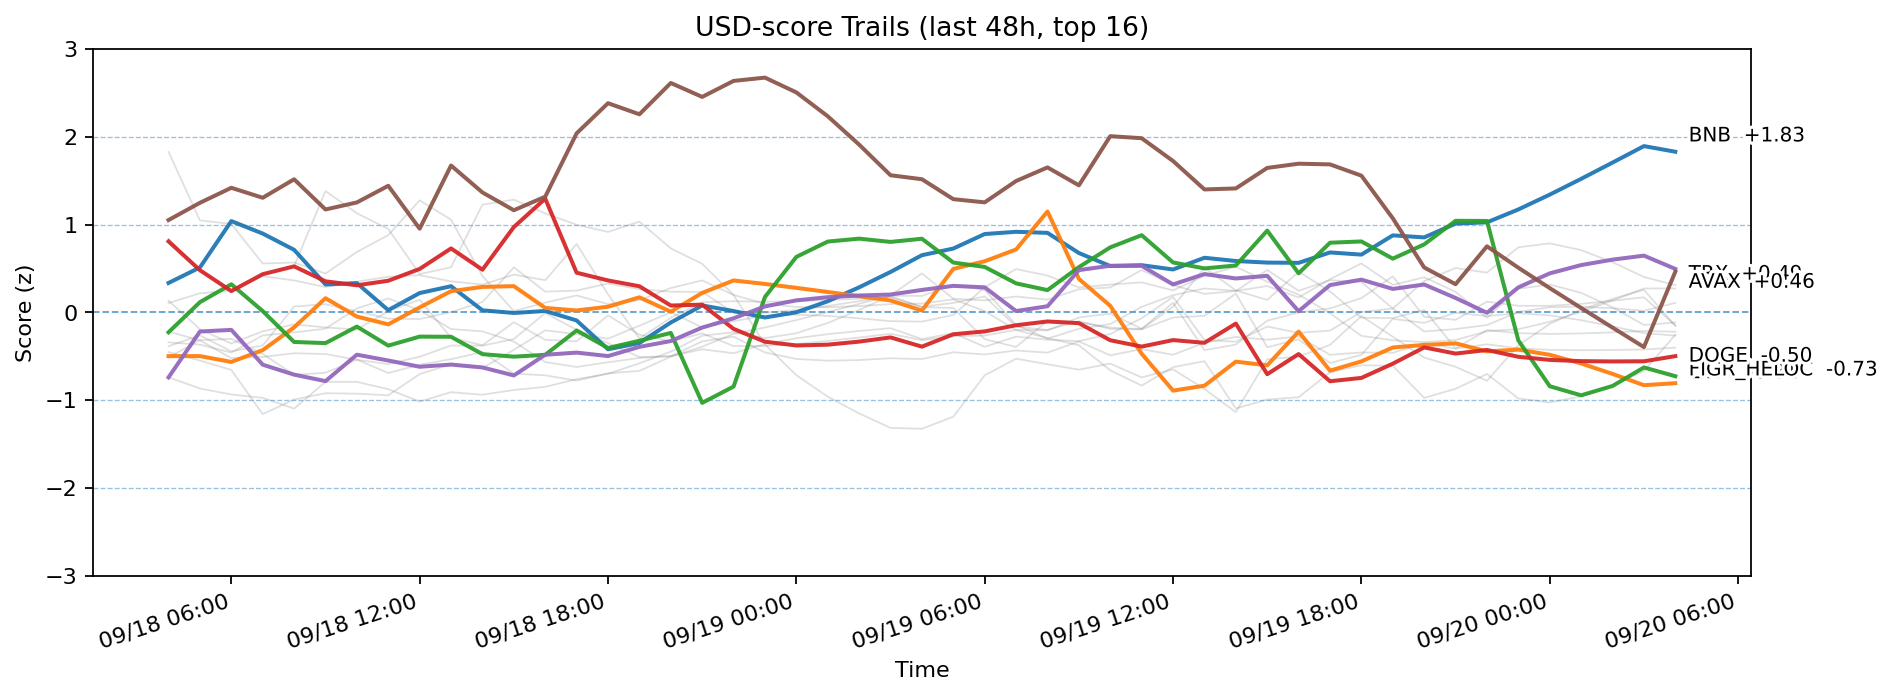 USD-score Trails (last 48h, top 16)
Score (z)
3
2
1
0
−1
−2
−3
BNB +1.83
AVAX +0.46
DOGE -0.50
FIGR_HELOC -0.73
09/18 06:00
09/18 12:00
09/18 18:00
09/19 00:00
09/19 06:00
09/19 12:00
09/19 18:00
09/20 00:00
09/20 06:00
Time